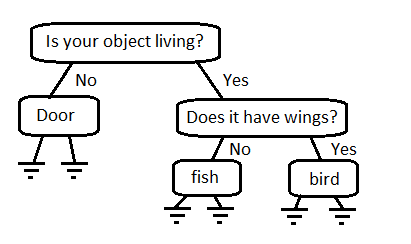 Is your object living?
No
Yes
Door
Does it have wings?
No
Yes
fish
bird